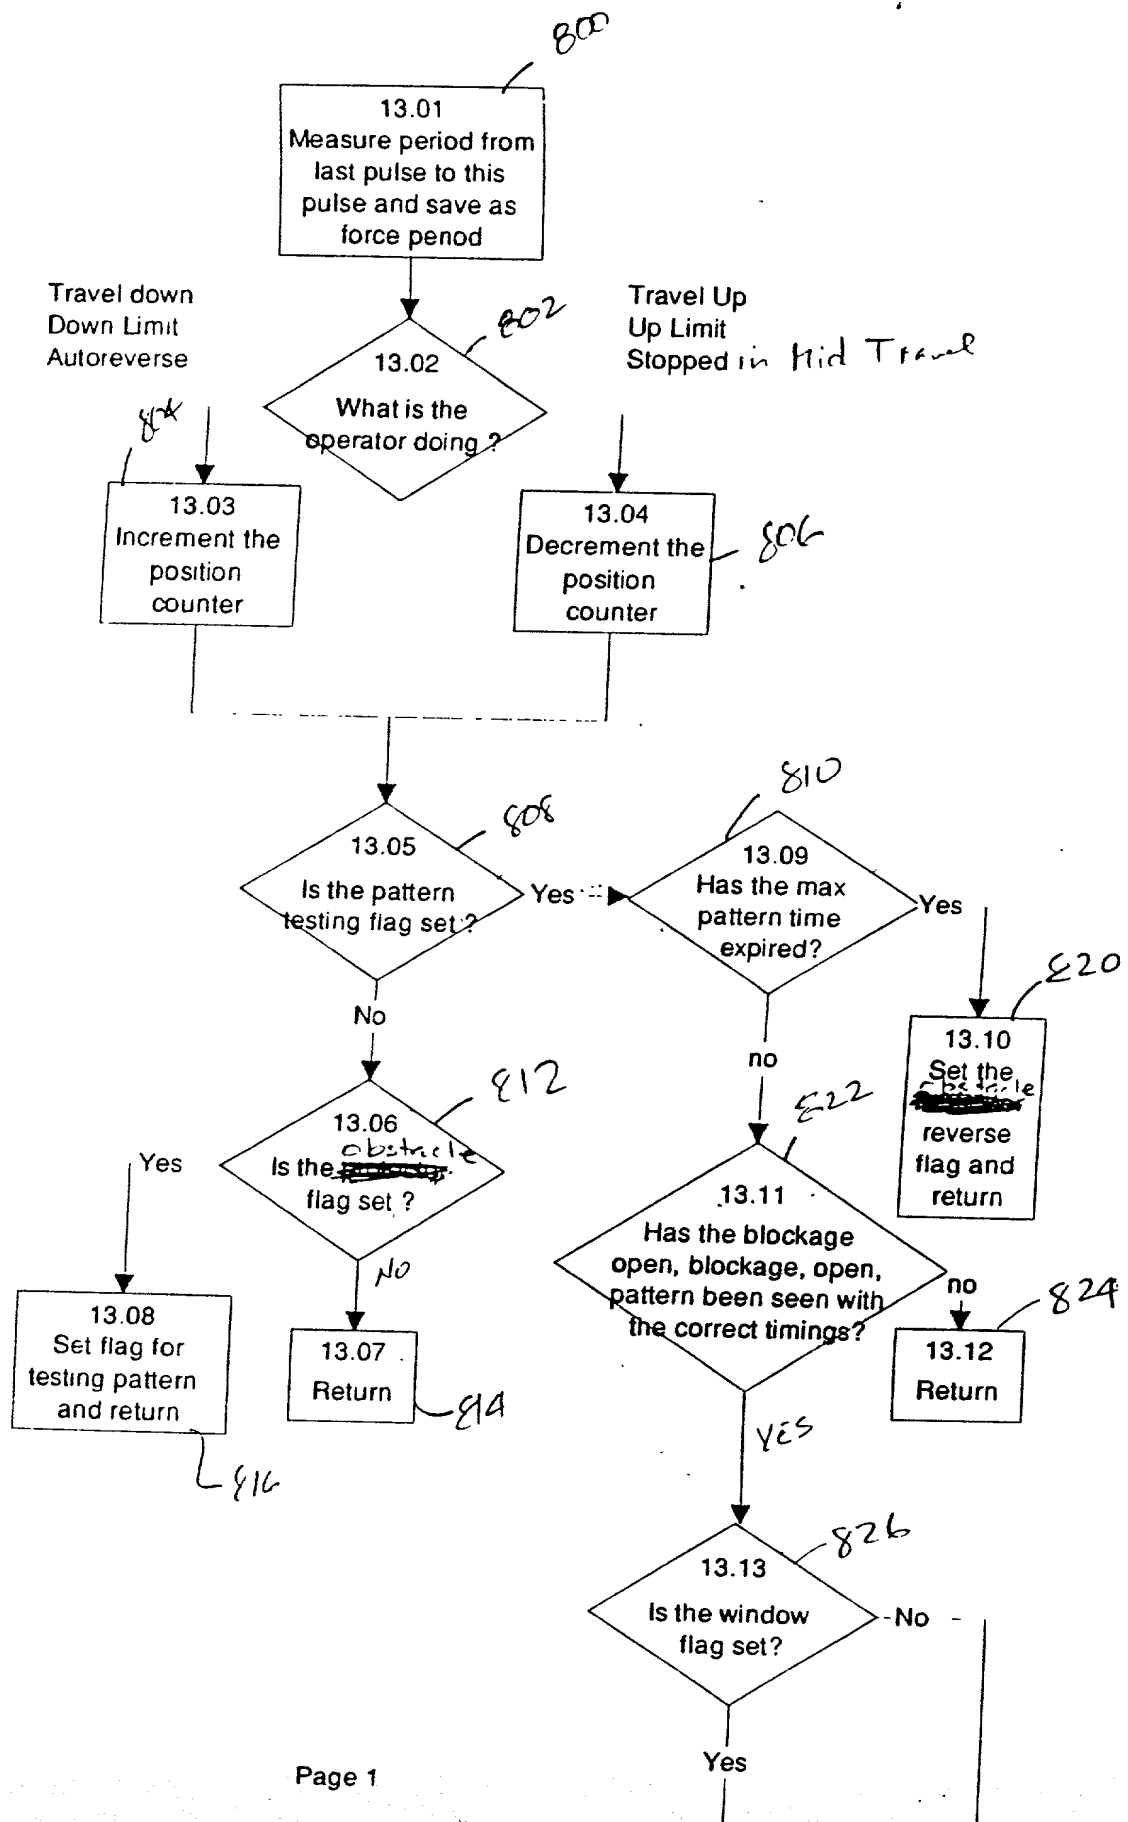 800
13.01
Measure period from
last pulse to this
pulse and save as
force period
Travel down
Down Limit
Autoreverse
802
13.02
What is the
operator doing ?
Travel Up
Up Limit
Stopped in Mid Travel
804
13.03
Increment the
position
counter
13.04
Decrement the
position
counter
806
808
13.05
Is the pattern
testing flag set ?
Yes
810
13.09
Has the max
pattern time
expired?
Yes
No
no
820
13.10
Set the
obstacle
reverse
flag and
return
812
13.06
obstricle
Is the
flag set ?
Yes
NO
822
13.11
Has the blockage
open, blockage, open,
pattern been seen with
the correct timings?
no
824
13.12
Return
13.08
Set flag for
testing pattern
and return
816
13.07
Return
814
YES
826
13.13
Is the window
flag set?
No
Yes
Page 1